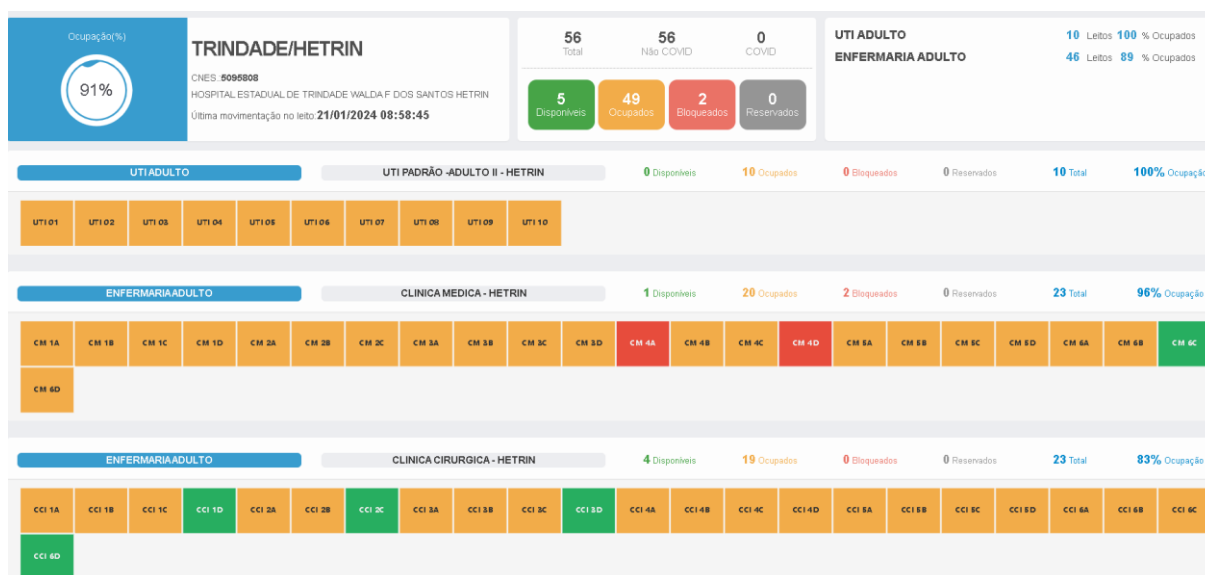 Ocupação(%)
91%
TRINDADE/HETRIN
CNES.:5095808
HOSPITAL ESTADUAL DE TRINDADE WALDA F DOS SANTOS HETRIN
Última movimentação no leito:21/01/2024 08:58:45
56 56 0
Total Não COVID COVID
5 49 2 0
Disponíveis Ocupados Bloqueados Reservados
UTI ADULTO 10 Leitos 100 % Ocupados
ENFERMARIA ADULTO 46 Leitos 89 % Ocupados
UTI ADULTO UTI PADRÃO -ADULTO II - HETRIN 0 Disponíveis 10 Ocupados 0 Bloqueados 0 Reservados 10 Total 100% Ocupação
UTI 01 UTI 02 UTI 03 UTI 04 UTI 05 UTI 06 UTI 07 UTI 08 UTI 09 UTI 10
ENFERMARIA ADULTO CLINICA MEDICA - HETRIN 1 Disponíveis 20 Ocupados 2 Bloqueados 0 Reservados 23 Total 96% Ocupação
CM 1A CM 1B CM 1C CM 1D CM 2A CM 2B CM 2C CM 3A CM 3B CM 3C CM 3D CM 4A CM 4B CM 4C CM 4D CM 5A CM 5B CM 5C CM 5D CM 6A CM 6B CM 6C
CM 6D
ENFERMARIA ADULTO CLINICA CIRURGICA - HETRIN 4 Disponíveis 19 Ocupados 0 Bloqueados 0 Reservados 23 Total 83% Ocupação
CCI 1A CCI 1B CCI 1C CCI 1D CCI 2A CCI 2B CCI 2C CCI 3A CCI 3B CCI 3C CCI 3D CCI 4A CCI 4B CCI 4C CCI 4D CCI 5A CCI 5B CCI 5C CCI 5D CCI 6A CCI 6B CCI 6C
CCI 6D